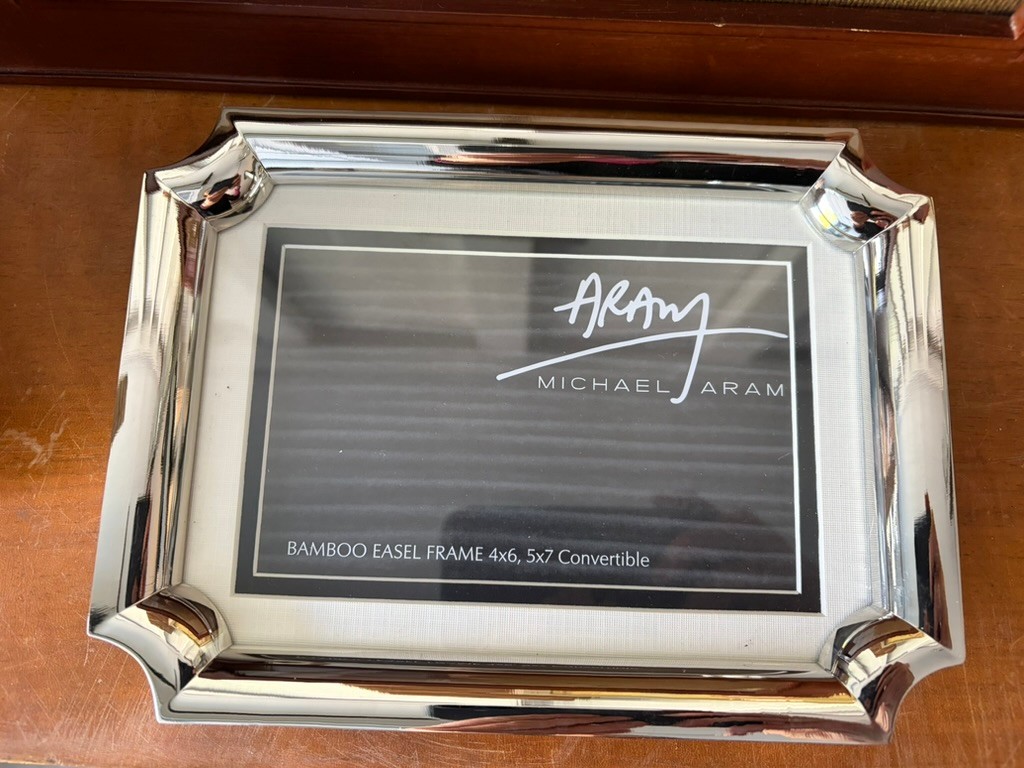 ARAM
MICHAEL ARAM
BAMBOO EASEL FRAME 4x6, 5x7 Convertible